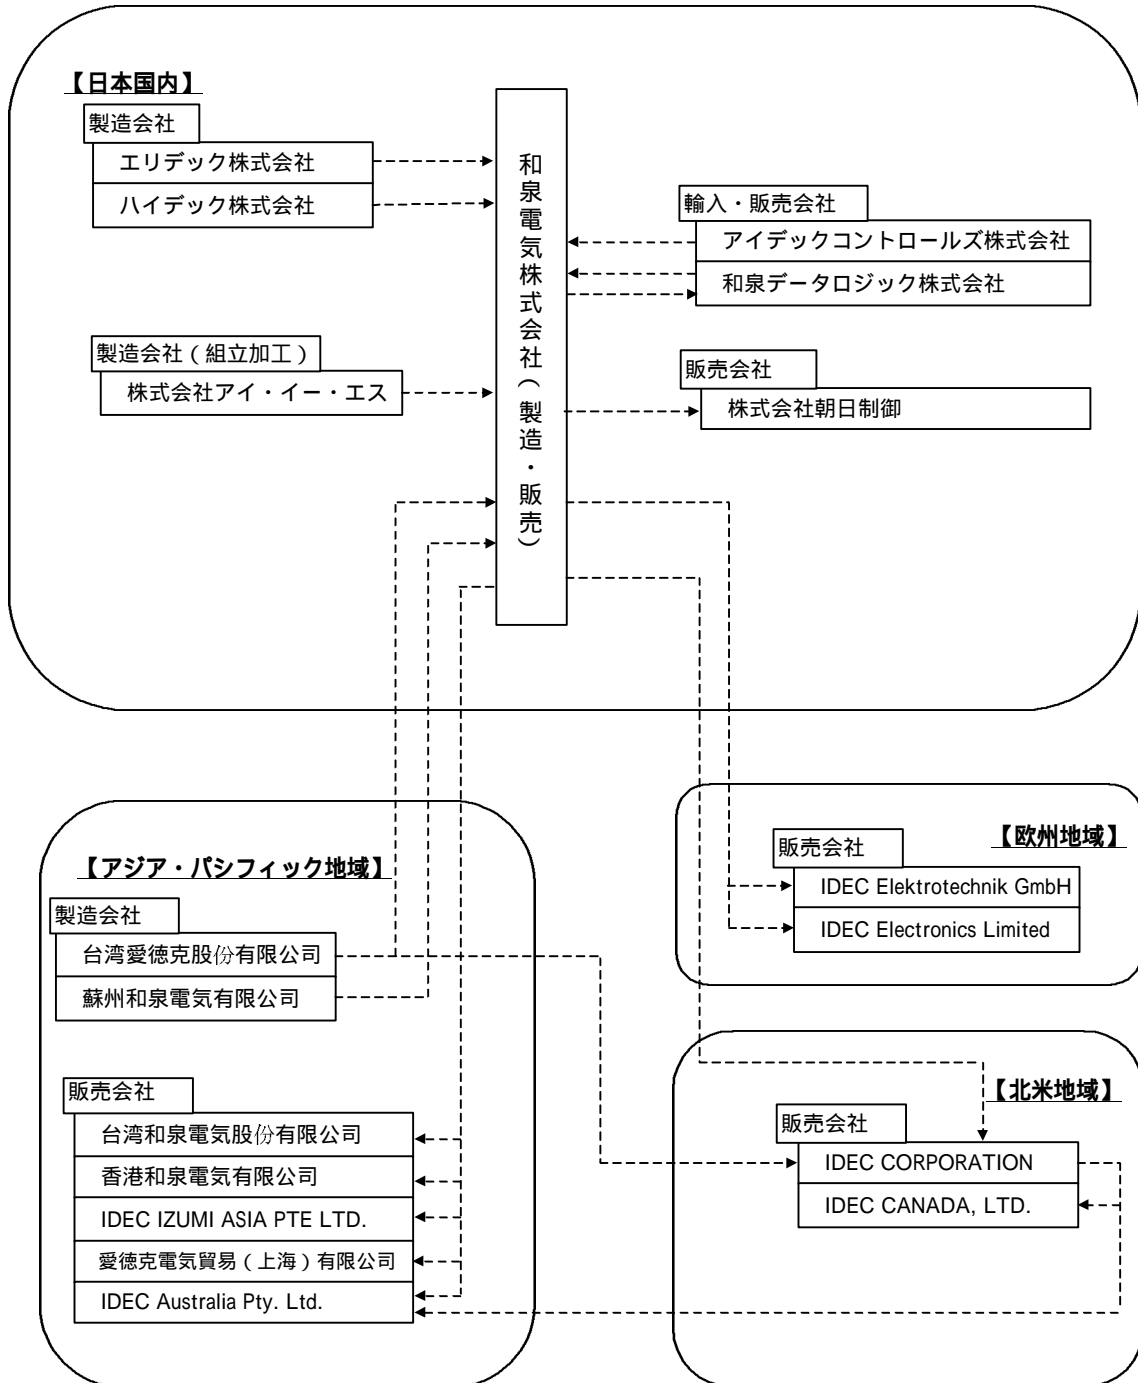 【日本国内】
製造会社
エリデック株式会社
ハイデック株式会社
製造会社（組立加工）
株式会社アイ・イー・エス
和泉電気株式会社（製造・販売）
輸入・販売会社
アイデックコントロールズ株式会社
和泉データロジック株式会社
販売会社
株式会社朝日制御
【アジア・パシフィック地域】
製造会社
台湾愛徳克股份有限公司
蘇州和泉電気有限公司
販売会社
台湾和泉電気股份有限公司
香港和泉電気有限公司
IDEC IZUMI ASIA PTE LTD.
愛徳克電気貿易（上海）有限公司
IDEC Australia Pty. Ltd.
【欧州地域】
販売会社
IDEC Elektrotechnik GmbH
IDEC Electronics Limited
【北米地域】
販売会社
IDEC CORPORATION
IDEC CANADA, LTD.